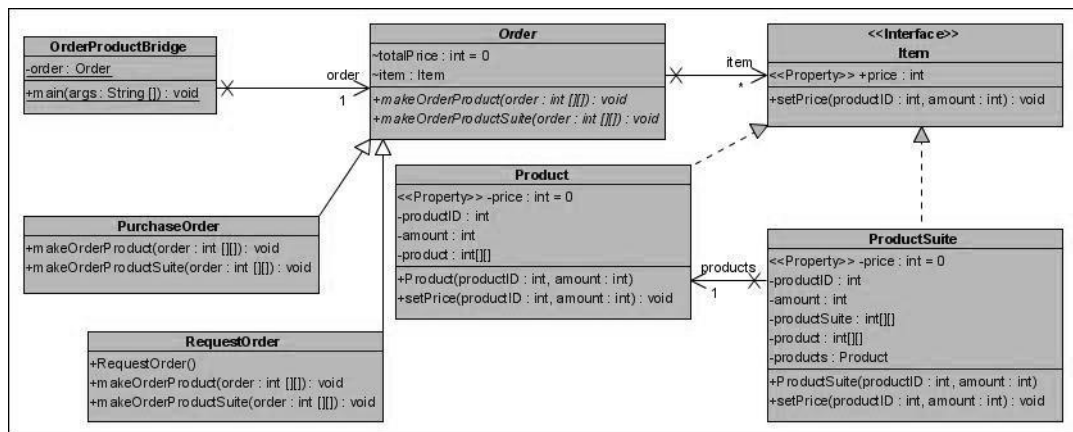 OrderProductBridge
-order : Order
+main(args : String []) : void
order
1
Order
~totalPrice : int = 0
~item : Item
+makeOrderProduct(order : int [][]) : void
+makeOrderProductSuite(order : int [][]) : void
item
*
<<Interface>>
Item
<<Property>> +price : int
+setPrice(productID : int, amount : int) : void
PurchaseOrder
+makeOrderProduct(order : int [][]) : void
+makeOrderProductSuite(order : int [][]) : void
RequestOrder
+RequestOrder()
+makeOrderProduct(order : int [][]) : void
+makeOrderProductSuite(order : int [][]) : void
Product
<<Property>> -price : int = 0
-productID : int
-amount : int
-product : int[][]
+Product(productID : int, amount : int)
+setPrice(productID : int, amount : int) : void
products
1
ProductSuite
<<Property>> -price : int = 0
-productID : int
-amount : int
-productSuite : int[][]
-product : int[][]
-products : Product
+ProductSuite(productID : int, amount : int)
+setPrice(productID : int, amount : int) : void